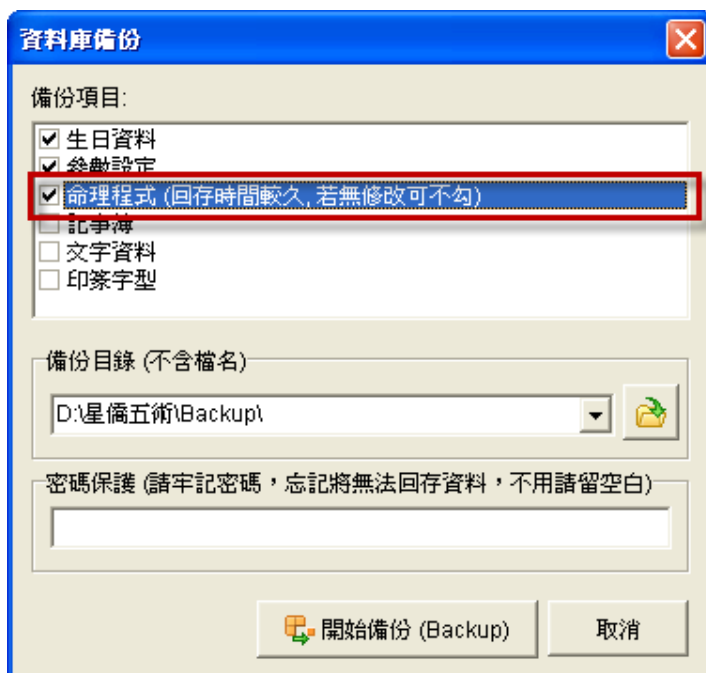 資料庫備份
備份項目:
生日資料
參數設定
命理程式 (回存時間較久, 若無修改可不勾)
記事簿
文字資料
印篆字型
備份目錄 (不含檔名)
D:\星僑五術\Backup\
密碼保護 (請牢記密碼，忘記將無法回存資料，不用請留空白)
開始備份 (Backup)
取消